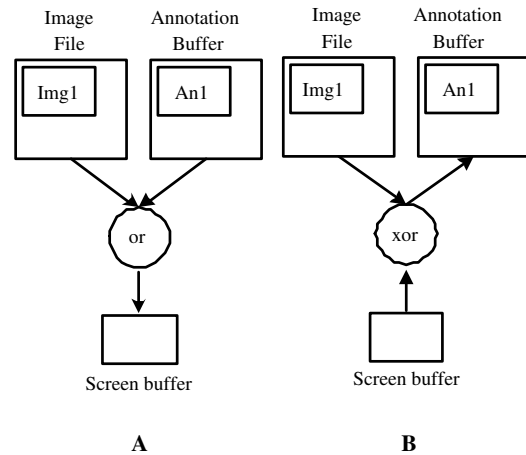 Image
File
Annotation
Buffer
Img1
An1
or
Screen buffer
A
Image
File
Annotation
Buffer
Img1
An1
xor
Screen buffer
B